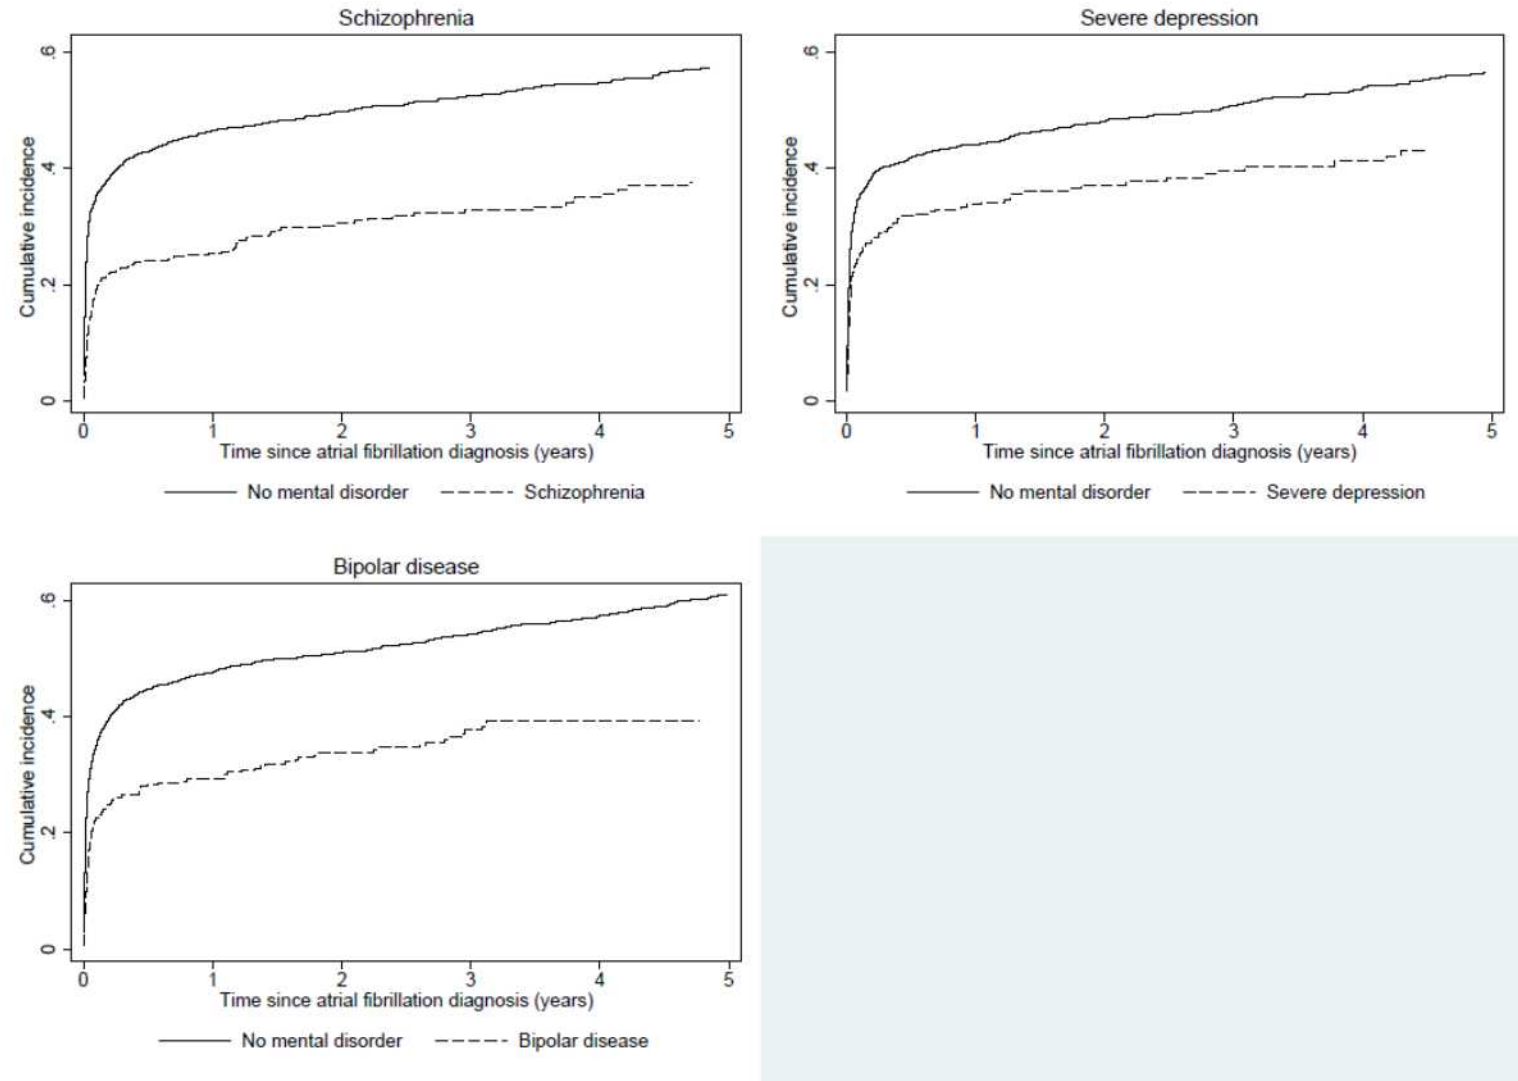 Schizophrenia
Cumulative incidence
.6
.4
.2
0
0 1 2 3 4 5
Time since atrial fibrillation diagnosis (years)
No mental disorder Schizophrenia
Severe depression
Cumulative incidence
.6
.4
.2
0
0 1 2 3 4 5
Time since atrial fibrillation diagnosis (years)
No mental disorder Severe depression
Bipolar disease
Cumulative incidence
.6
.4
.2
0
0 1 2 3 4 5
Time since atrial fibrillation diagnosis (years)
No mental disorder Bipolar disease